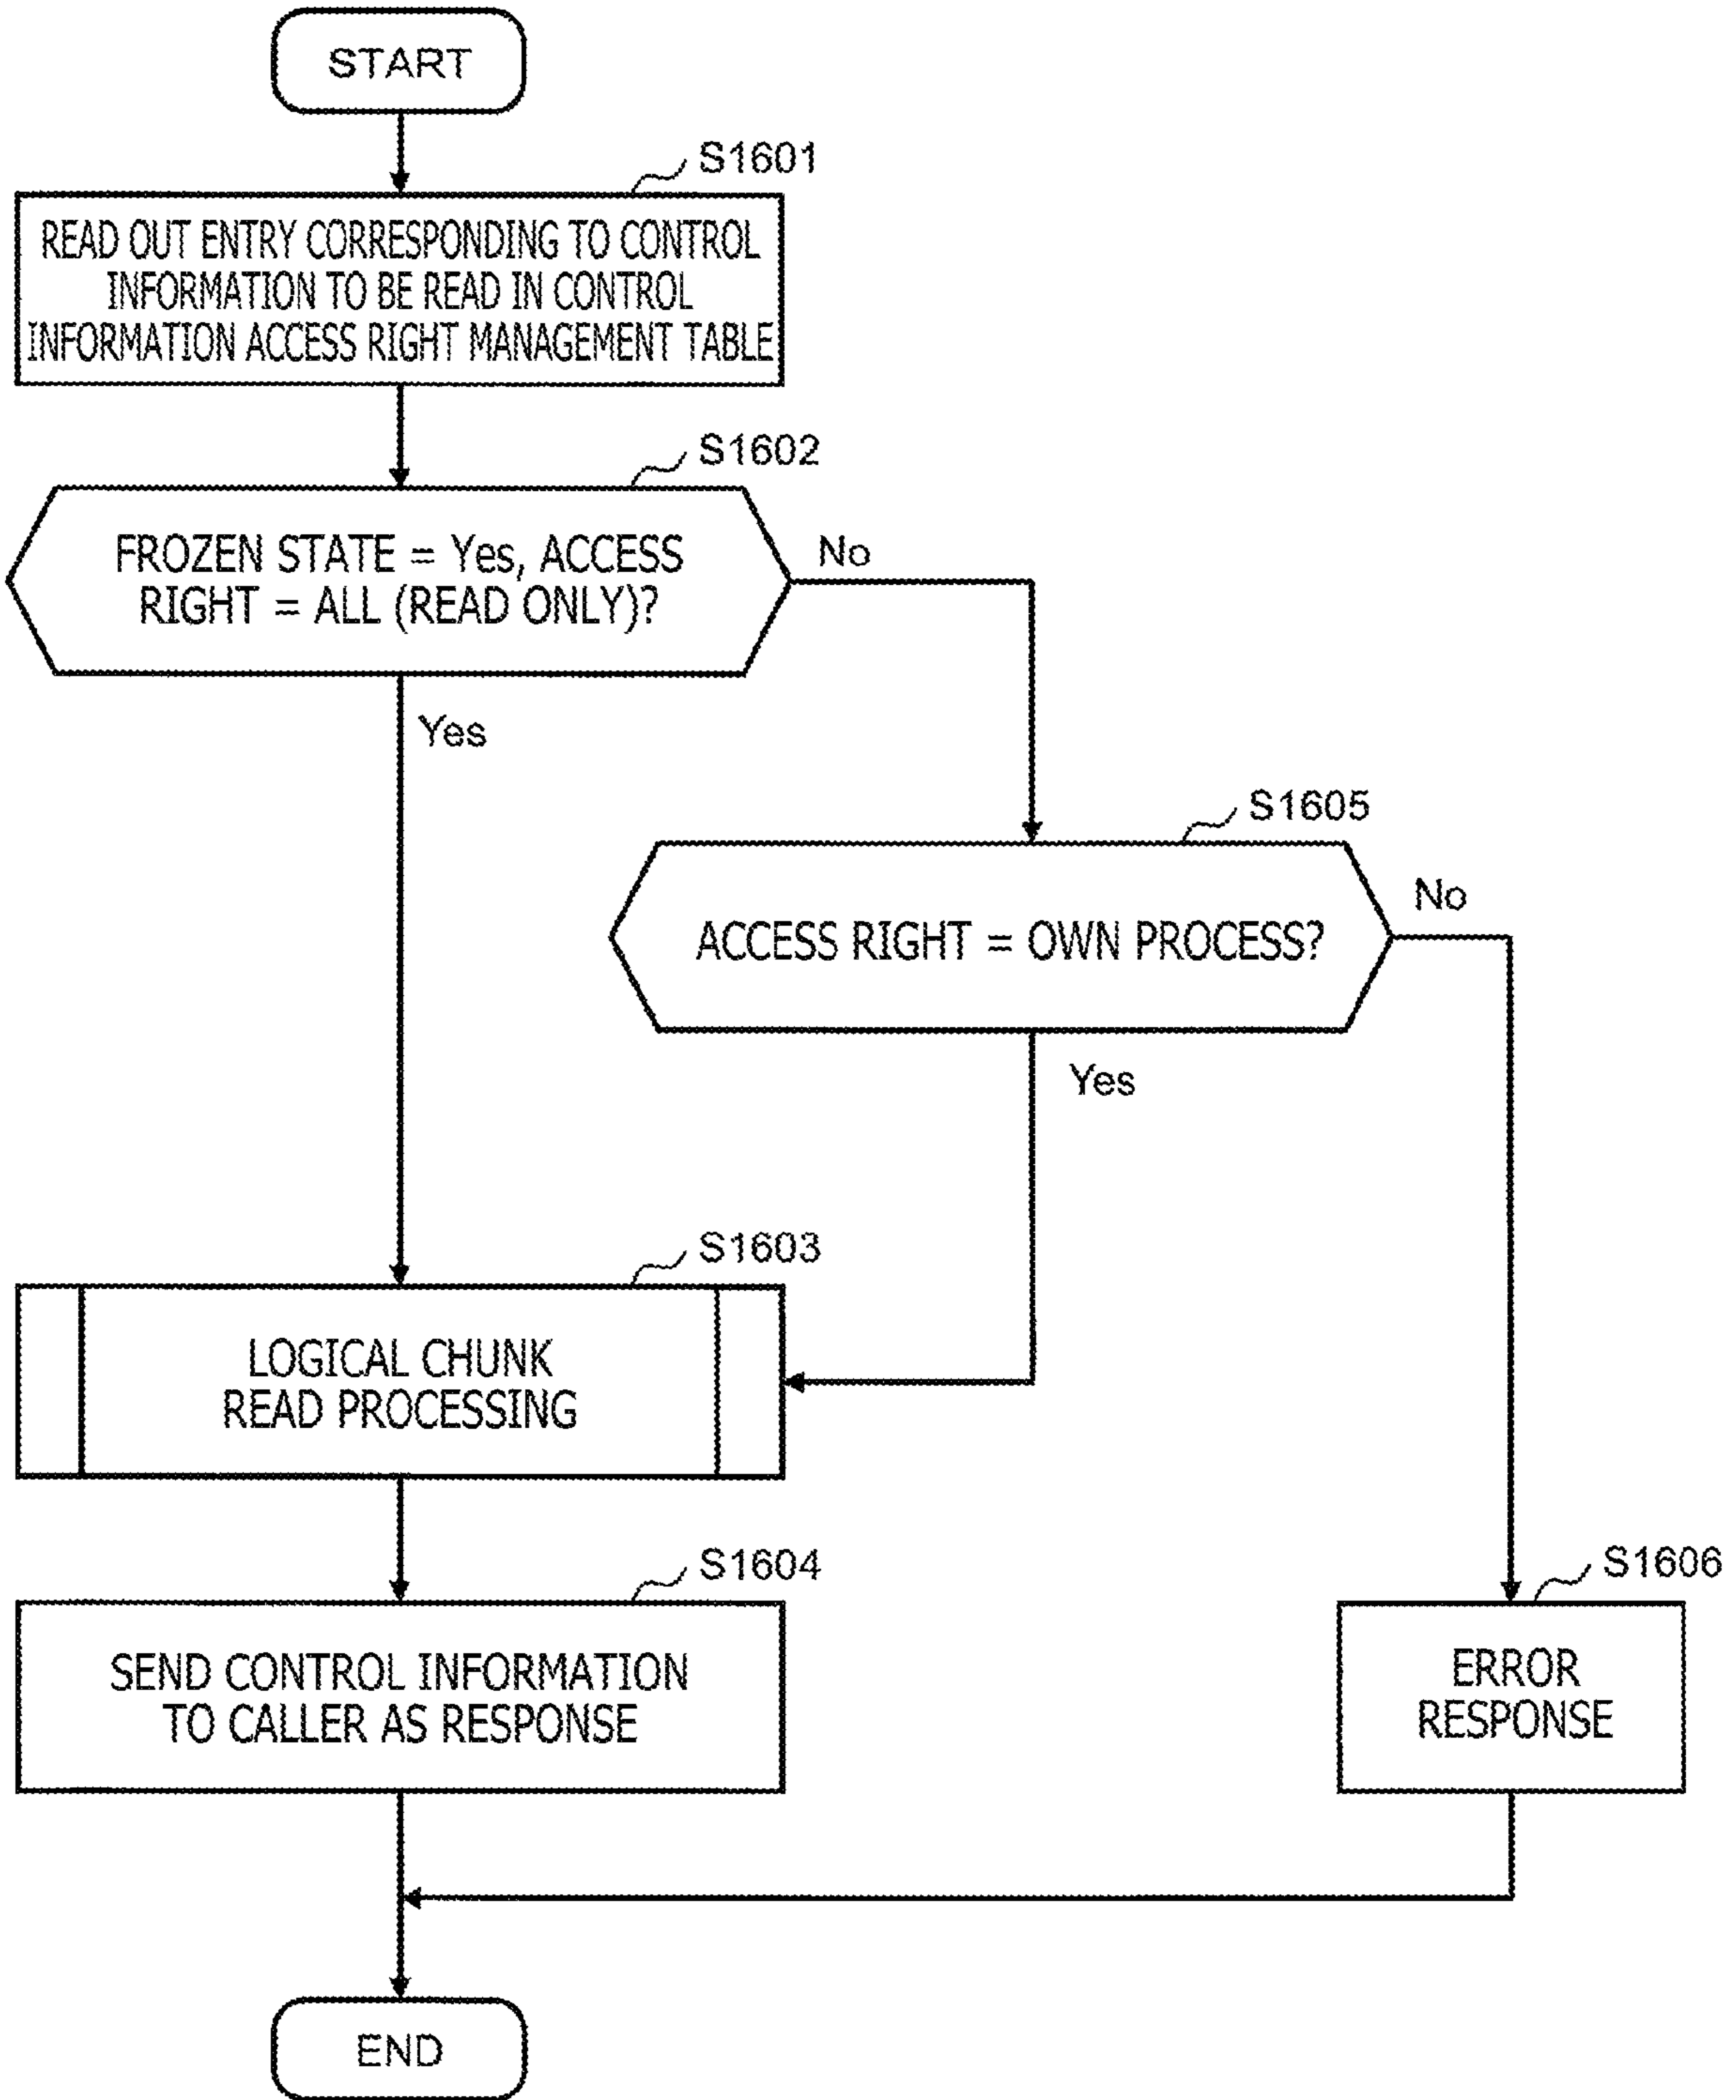 START
S1601
READ OUT ENTRY CORRESPONDING TO CONTROL
INFORMATION TO BE READ IN CONTROL
INFORMATION ACCESS RIGHT MANAGEMENT TABLE
S1602
FROZEN STATE = Yes, ACCESS
RIGHT = ALL (READ ONLY)?
No
Yes
S1605
ACCESS RIGHT = OWN PROCESS?
No
Yes
S1603
LOGICAL CHUNK
READ PROCESSING
S1604
SEND CONTROL INFORMATION
TO CALLER AS RESPONSE
S1606
ERROR
RESPONSE
END